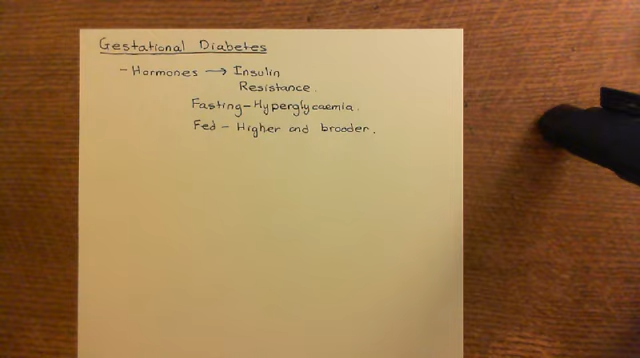 Gestational Diabetes
- Hormones → Insulin
Resistance.
Fasting - Hyperglycaemia.
Fed - Higher and broader.